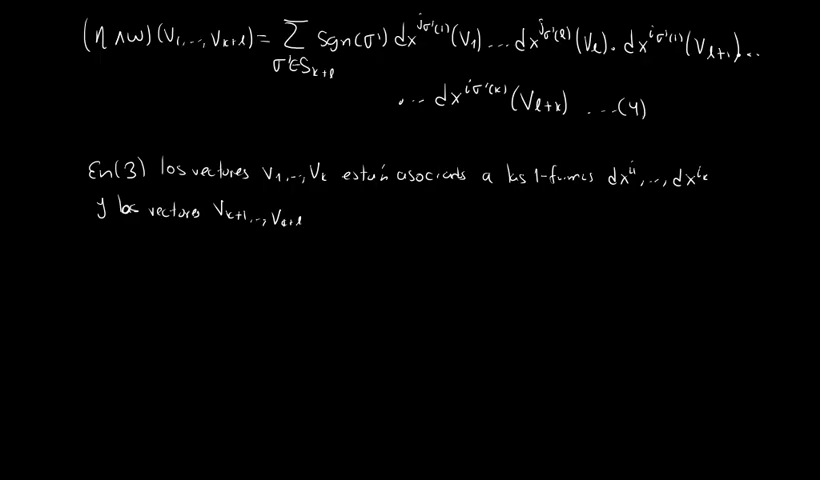 (η∧ω)(V₁,...,V_{k+l}) = ∑_{σ'∈S_{k+l}} sgn(σ') dx^{j_{σ'(1)}}(V₁) ... dx^{j_{σ'(l)}}(V_l) · dx^{i_{σ'(1)}}(V_{l+1}) ...
... dx^{i_{σ'(k)}}(V_{l+k}) ...(4)
En (3) los vectores V₁,...,V_k están asociados a las 1-formas dx^{i₁},...,dx^{i_k}
y los vectores V_{k+1},...,V_{k+l}